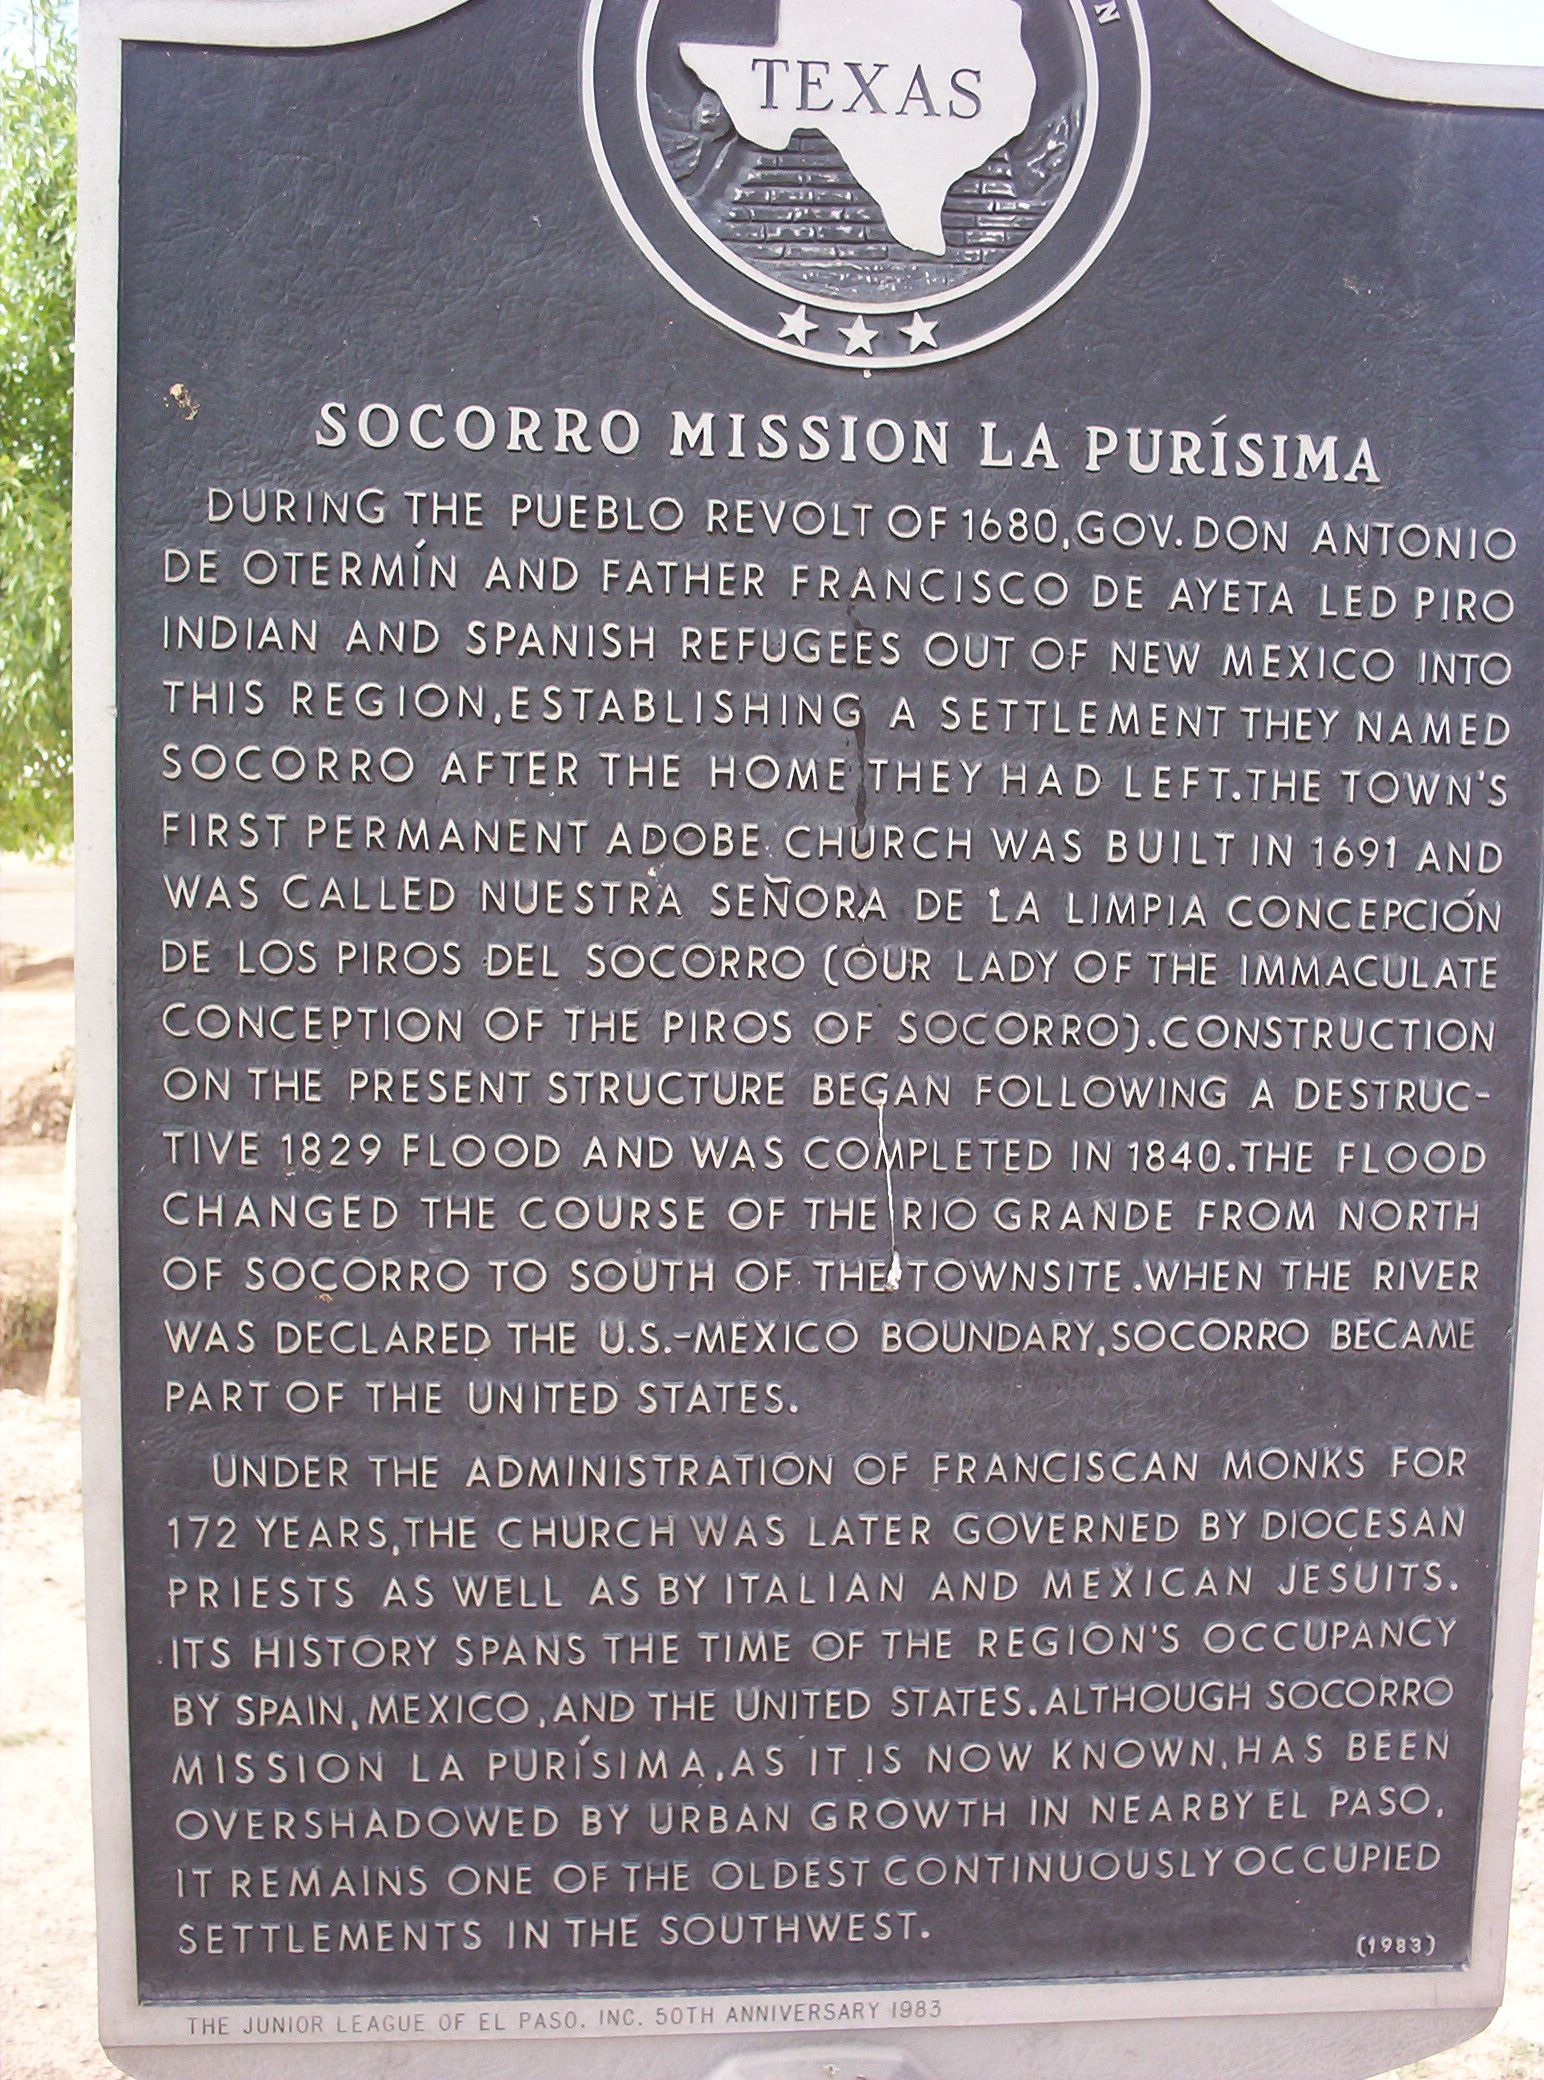 N
TEXAS
SOCORRO MISSION LA PURÍSIMA
DURING THE PUEBLO REVOLT OF 1680, GOV. DON ANTONIO
DE OTERMÍN AND FATHER FRANCISCO DE AYETA LED PIRO
INDIAN AND SPANISH REFUGEES OUT OF NEW MEXICO INTO
THIS REGION, ESTABLISHING A SETTLEMENT THEY NAMED
SOCORRO AFTER THE HOME THEY HAD LEFT. THE TOWN'S
FIRST PERMANENT ADOBE CHURCH WAS BUILT IN 1691 AND
WAS CALLED NUESTRA SEÑORA DE LA LIMPIA CONCEPCIÓN
DE LOS PIROS DEL SOCORRO (OUR LADY OF THE IMMACULATE
CONCEPTION OF THE PIROS OF SOCORRO). CONSTRUCTION
ON THE PRESENT STRUCTURE BEGAN FOLLOWING A DESTRUC-
TIVE 1829 FLOOD AND WAS COMPLETED IN 1840. THE FLOOD
CHANGED THE COURSE OF THE RIO GRANDE FROM NORTH
OF SOCORRO TO SOUTH OF THE TOWNSITE. WHEN THE RIVER
WAS DECLARED THE U.S.-MEXICO BOUNDARY, SOCORRO BECAME
PART OF THE UNITED STATES.
UNDER THE ADMINISTRATION OF FRANCISCAN MONKS FOR
172 YEARS, THE CHURCH WAS LATER GOVERNED BY DIOCESAN
PRIESTS AS WELL AS BY ITALIAN AND MEXICAN JESUITS.
ITS HISTORY SPANS THE TIME OF THE REGION'S OCCUPANCY
BY SPAIN, MEXICO, AND THE UNITED STATES. ALTHOUGH SOCORRO
MISSION LA PURÍSIMA, AS IT IS NOW KNOWN, HAS BEEN
OVERSHADOWED BY URBAN GROWTH IN NEARBY EL PASO,
IT REMAINS ONE OF THE OLDEST CONTINUOUSLY OCCUPIED
SETTLEMENTS IN THE SOUTHWEST.
(1983)
THE JUNIOR LEAGUE OF EL PASO, INC. 50TH ANNIVERSARY 1983